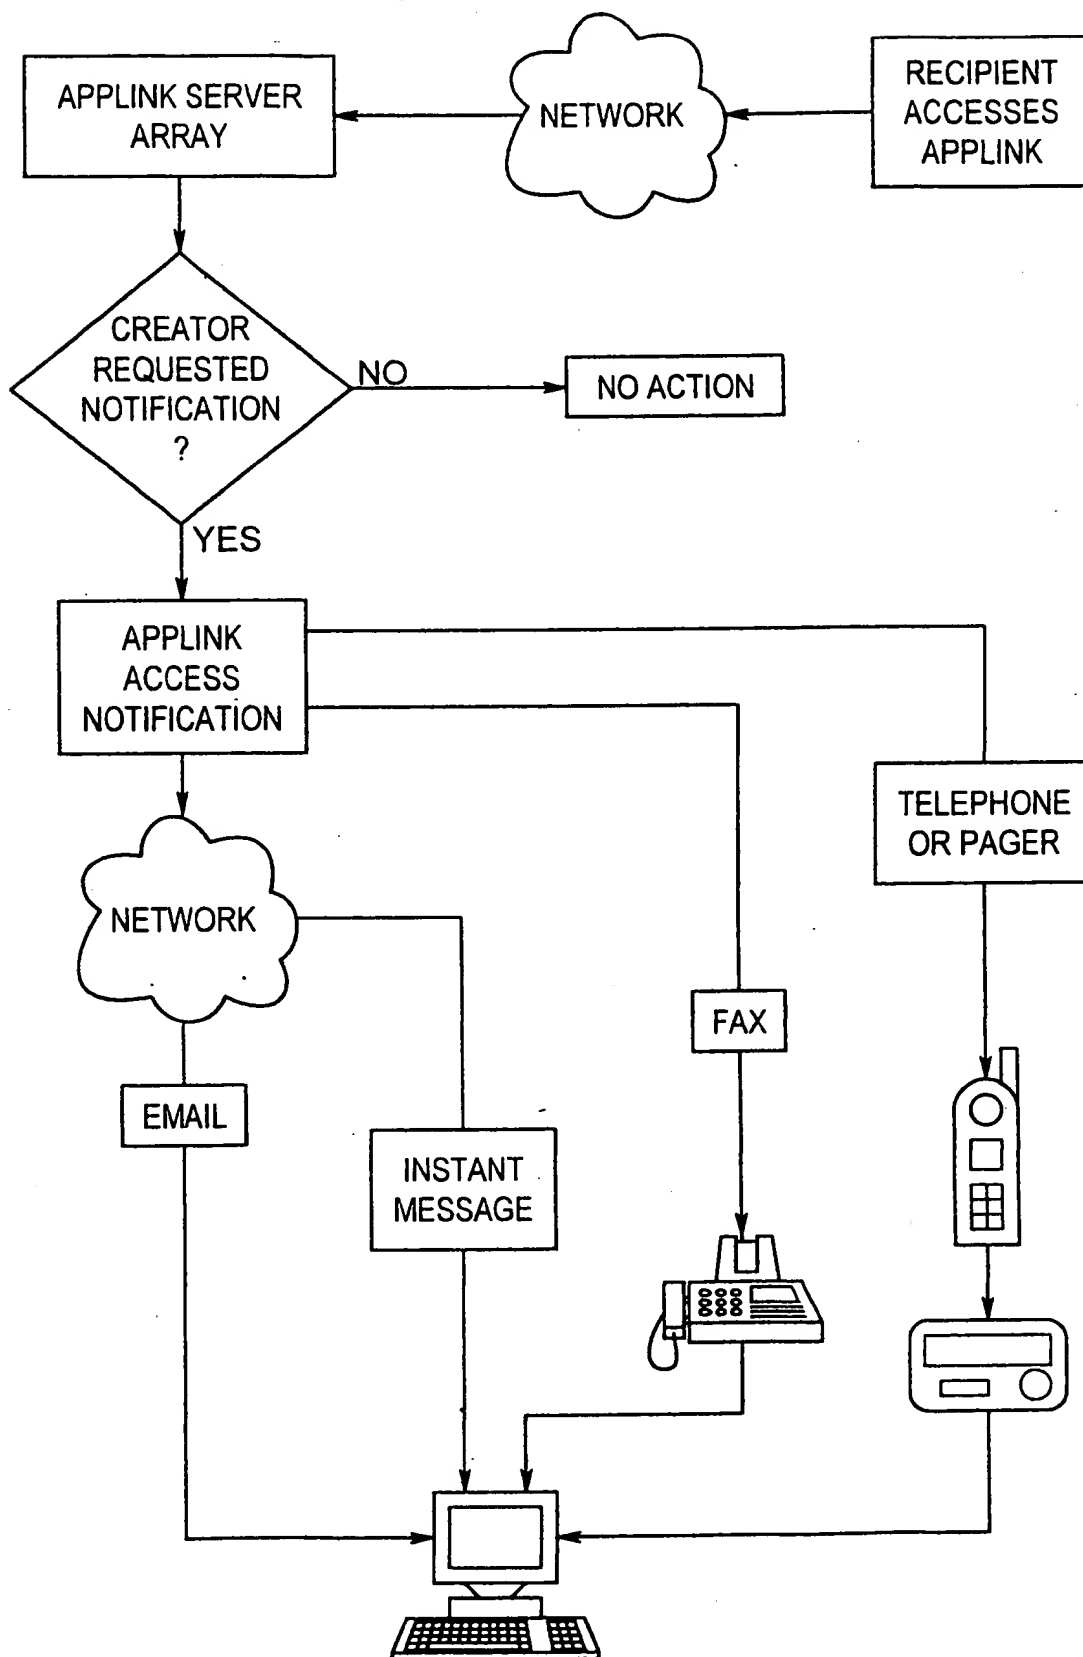 APPLINK SERVER
ARRAY
NETWORK
RECIPIENT
ACCESSES
APPLINK
CREATOR
REQUESTED
NOTIFICATION
?
NO
NO ACTION
YES
APPLINK
ACCESS
NOTIFICATION
TELEPHONE
OR PAGER
NETWORK
FAX
EMAIL
INSTANT
MESSAGE